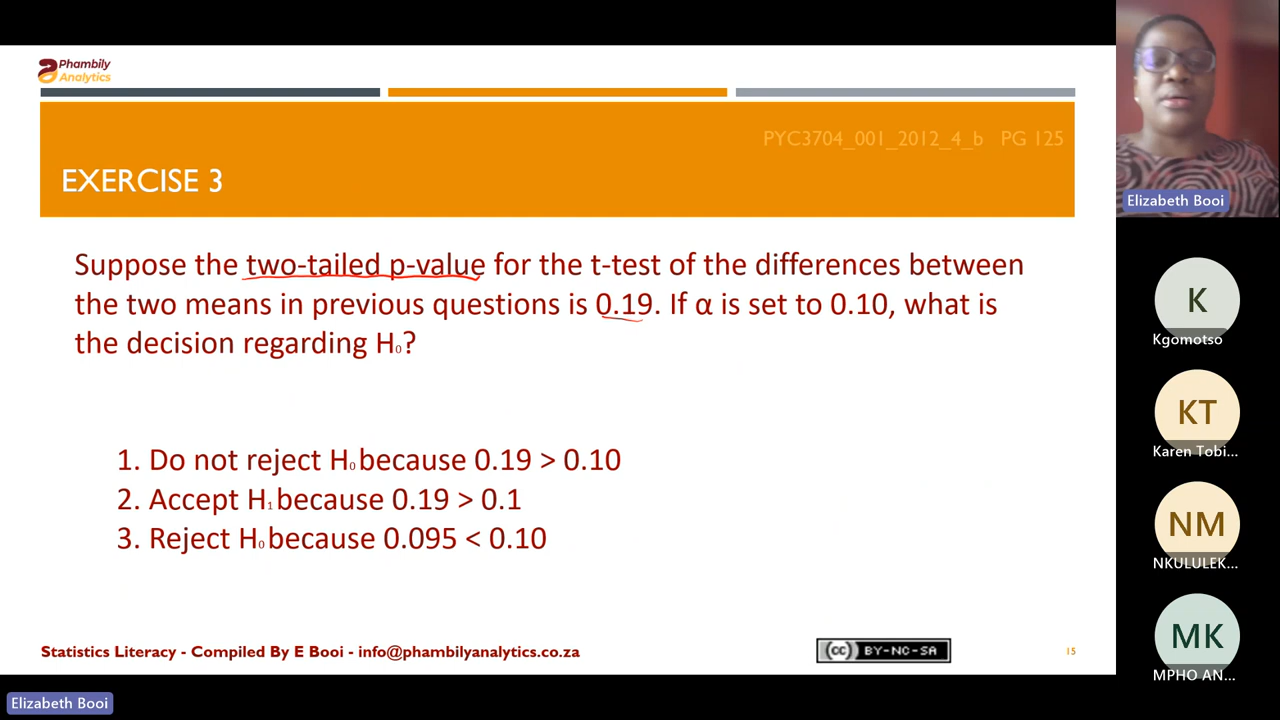 Phambily
Analytics
PYC3704_001_2012_4_b PG 125
EXERCISE 3
Suppose the two-tailed p-value for the t-test of the differences between
the two means in previous questions is 0.19. If α is set to 0.10, what is
the decision regarding H₀?
1. Do not reject H₀ because 0.19 > 0.10
2. Accept H₁ because 0.19 > 0.1
3. Reject H₀ because 0.095 < 0.10
Statistics Literacy - Compiled By E Booi - info@phambilyanalytics.co.za
cc BY-NC-SA
15
Elizabeth Booi
Elizabeth Booi
K
Kgomotso
KT
Karen Tobi...
NM
NKULULEK...
MK
MPHO AN...